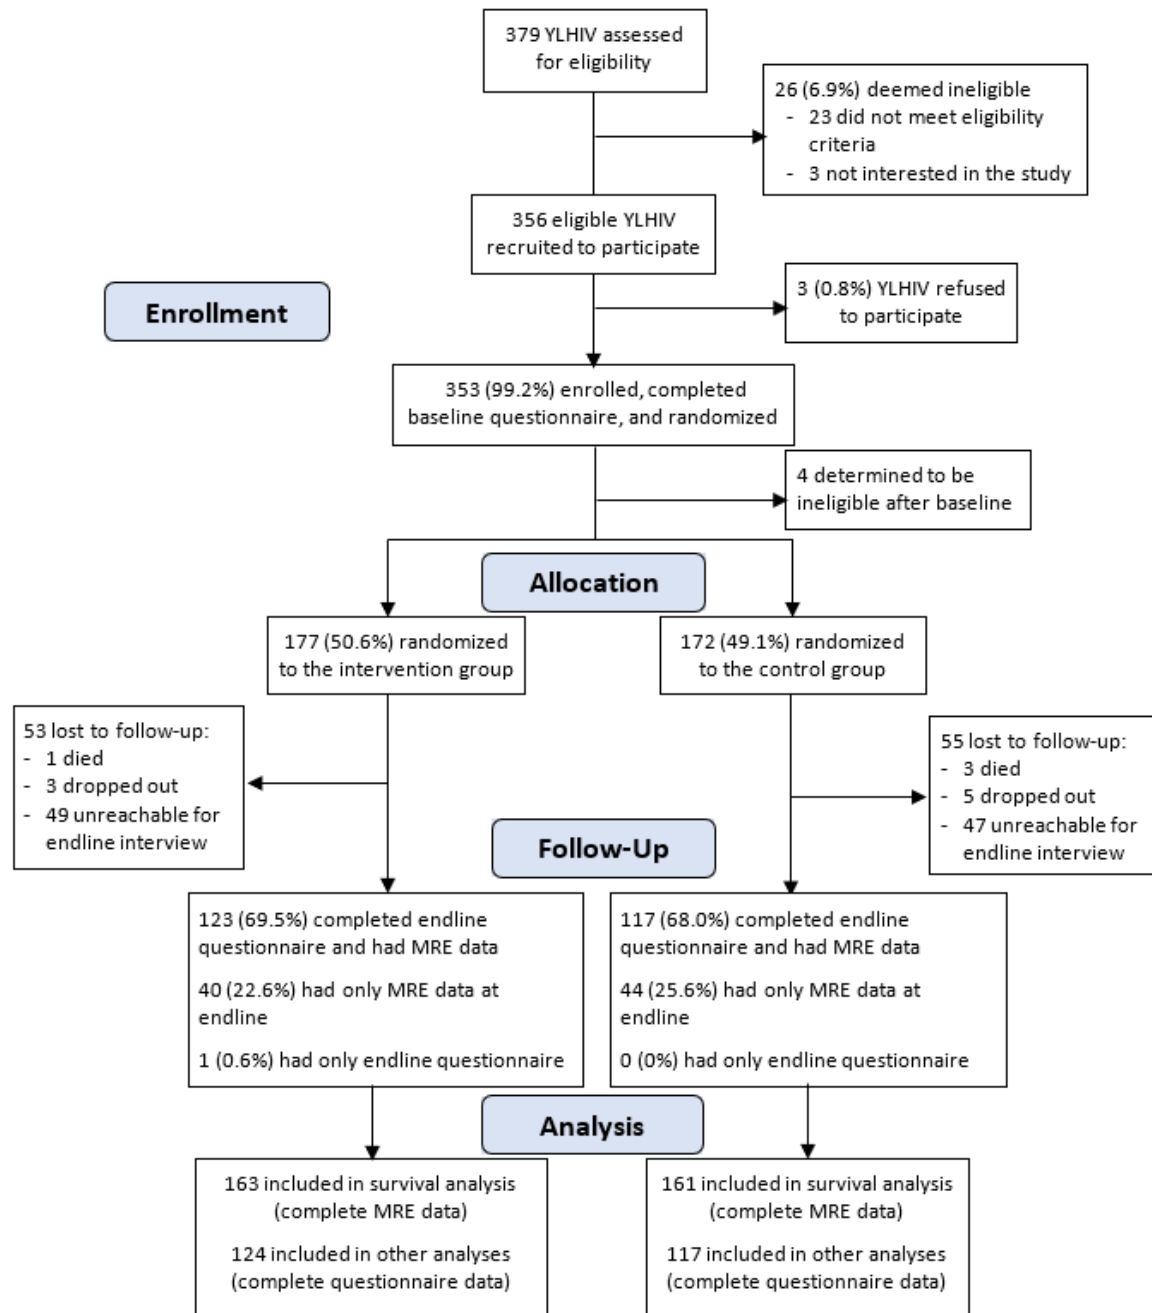 379 YLHIV assessed
for eligibility
26 (6.9%) deemed ineligible
- 23 did not meet eligibility
criteria
- 3 not interested in the study
356 eligible YLHIV
recruited to participate
Enrollment
3 (0.8%) YLHIV refused
to participate
353 (99.2%) enrolled, completed
baseline questionnaire, and randomized
4 determined to be
ineligible after baseline
Allocation
177 (50.6%) randomized
to the intervention group
172 (49.1%) randomized
to the control group
53 lost to follow-up:
- 1 died
- 3 dropped out
- 49 unreachable for
endline interview
55 lost to follow-up:
- 3 died
- 5 dropped out
- 47 unreachable for
endline interview
Follow-Up
123 (69.5%) completed endline
questionnaire and had MRE data
40 (22.6%) had only MRE data at
endline
1 (0.6%) had only endline questionnaire
117 (68.0%) completed endline
questionnaire and had MRE data
44 (25.6%) had only MRE data at
endline
0 (0%) had only endline questionnaire
Analysis
163 included in survival analysis
(complete MRE data)
124 included in other analyses
(complete questionnaire data)
161 included in survival analysis
(complete MRE data)
117 included in other analyses
(complete questionnaire data)